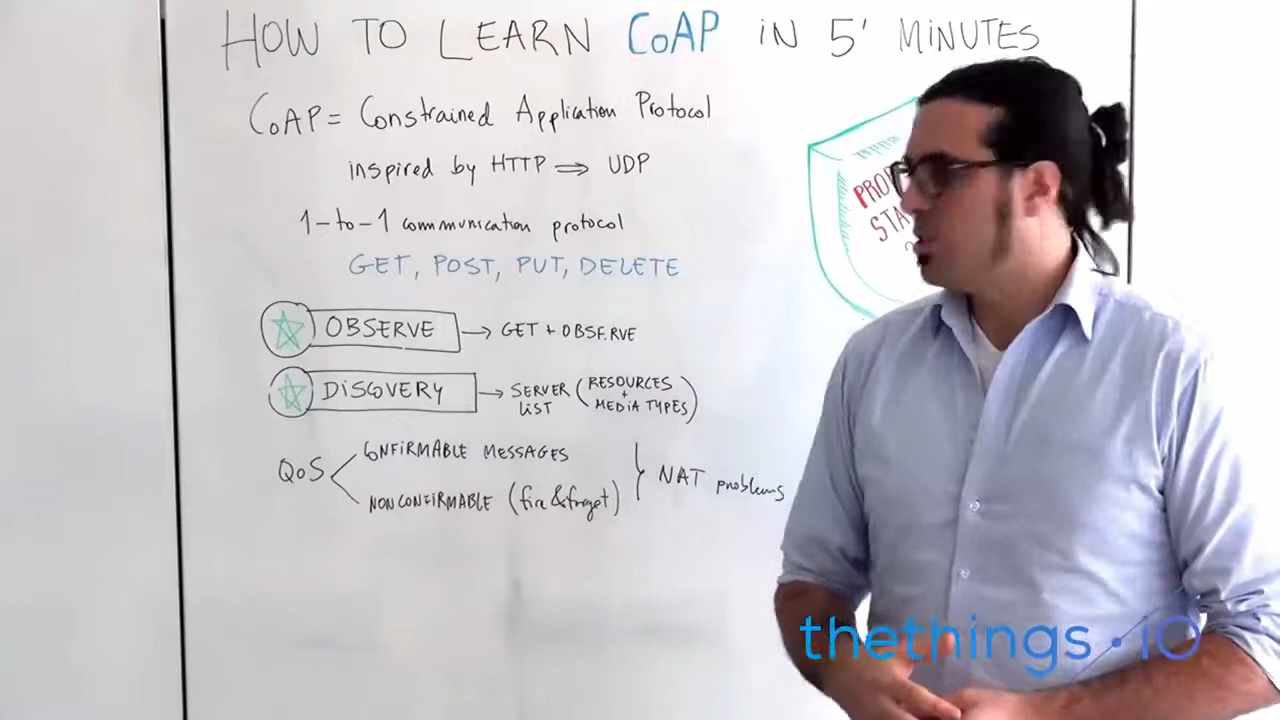 HOW TO LEARN CoAP IN 5' MINUTES
CoAP = Constrained Application Protocol
inspired by HTTP ⇒ UDP
1-to-1 communication protocol
GET, POST, PUT, DELETE
OBSERVE → GET + OBSERVE
DISCOVERY → SERVER LIST (RESOURCES + MEDIA TYPES)
QoS
CONFIRMABLE MESSAGES
NONCONFIRMABLE (fire & forget)
} NAT problems
thethings.iO